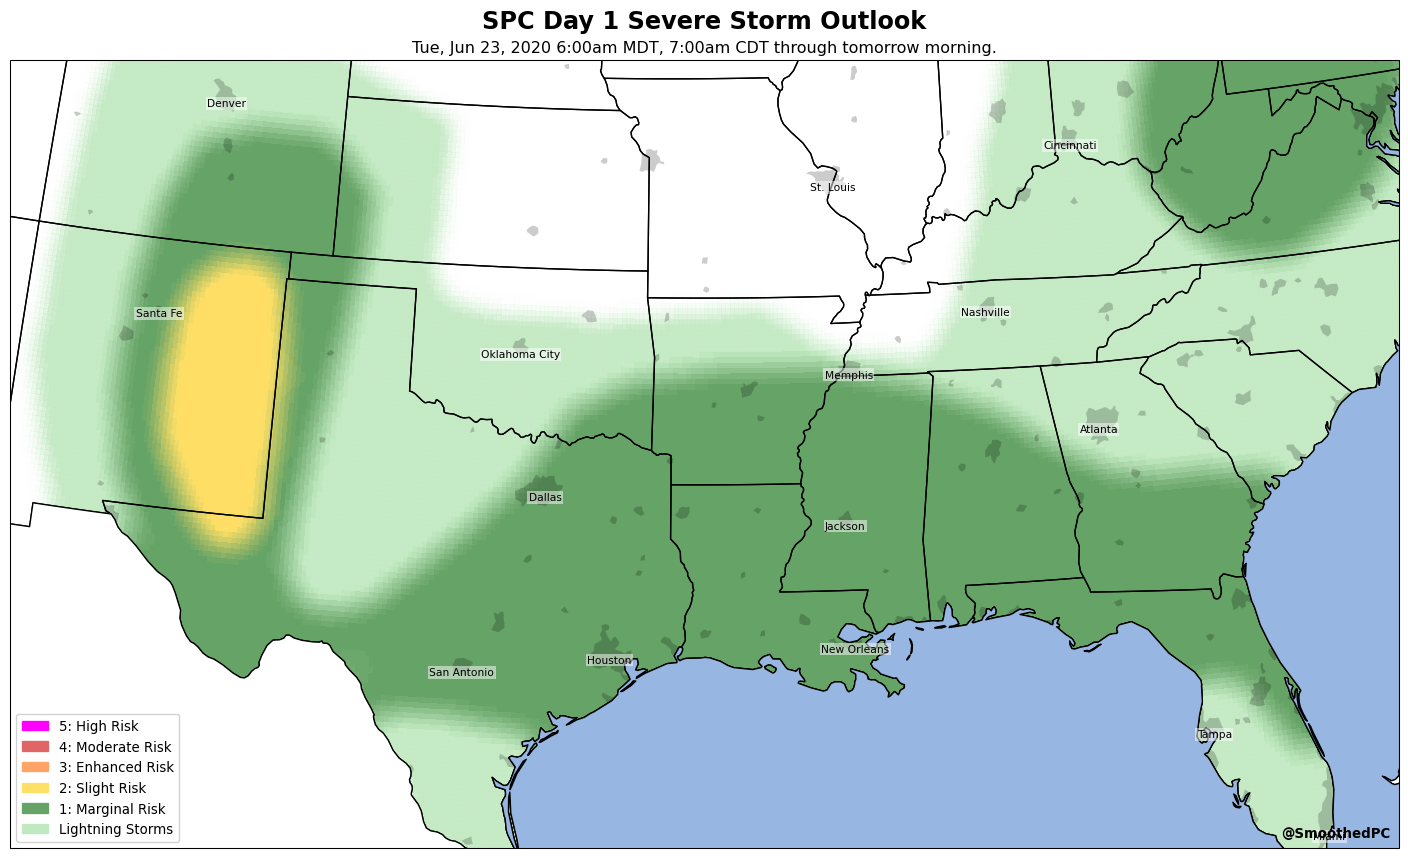 SPC Day 1 Severe Storm Outlook
Tue, Jun 23, 2020 6:00am MDT, 7:00am CDT through tomorrow morning.
Denver
Cincinnati
St. Louis
Santa Fe
Nashville
Oklahoma City
Memphis
Atlanta
Dallas
Jackson
New Orleans
Houston
San Antonio
Tampa
5: High Risk
4: Moderate Risk
3: Enhanced Risk
2: Slight Risk
1: Marginal Risk
Lightning Storms
@SmoothedPC
Miami